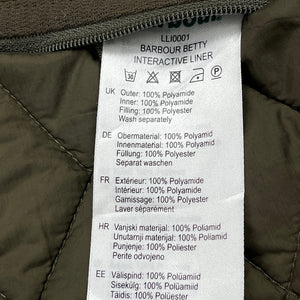 Barbour
LLI0001
BARBOUR BETTY
INTERACTIVE LINER
30
UK Outer: 100% Polyamide
Inner: 100% Polyamide
Filling: 100% Polyester
Wash separately
DE Obermaterial: 100% Polyamid
Innenmaterial: 100% Polyamid
Füllung: 100% Polyester
Separat waschen
FR Extérieur: 100% Polyamide
Intérieur: 100% Polyamide
Garnissage: 100% Polyester
Laver séparément
HR Vanjski materijal: 100% Poliamid
Unutarnji materijal: 100% Poliamid
Punjenje: 100% Poliester
Perite odvojeno
EE Välispind: 100% Polüamiid
Sisepind: 100% Polüamiid
Täidis: 100% Polüester